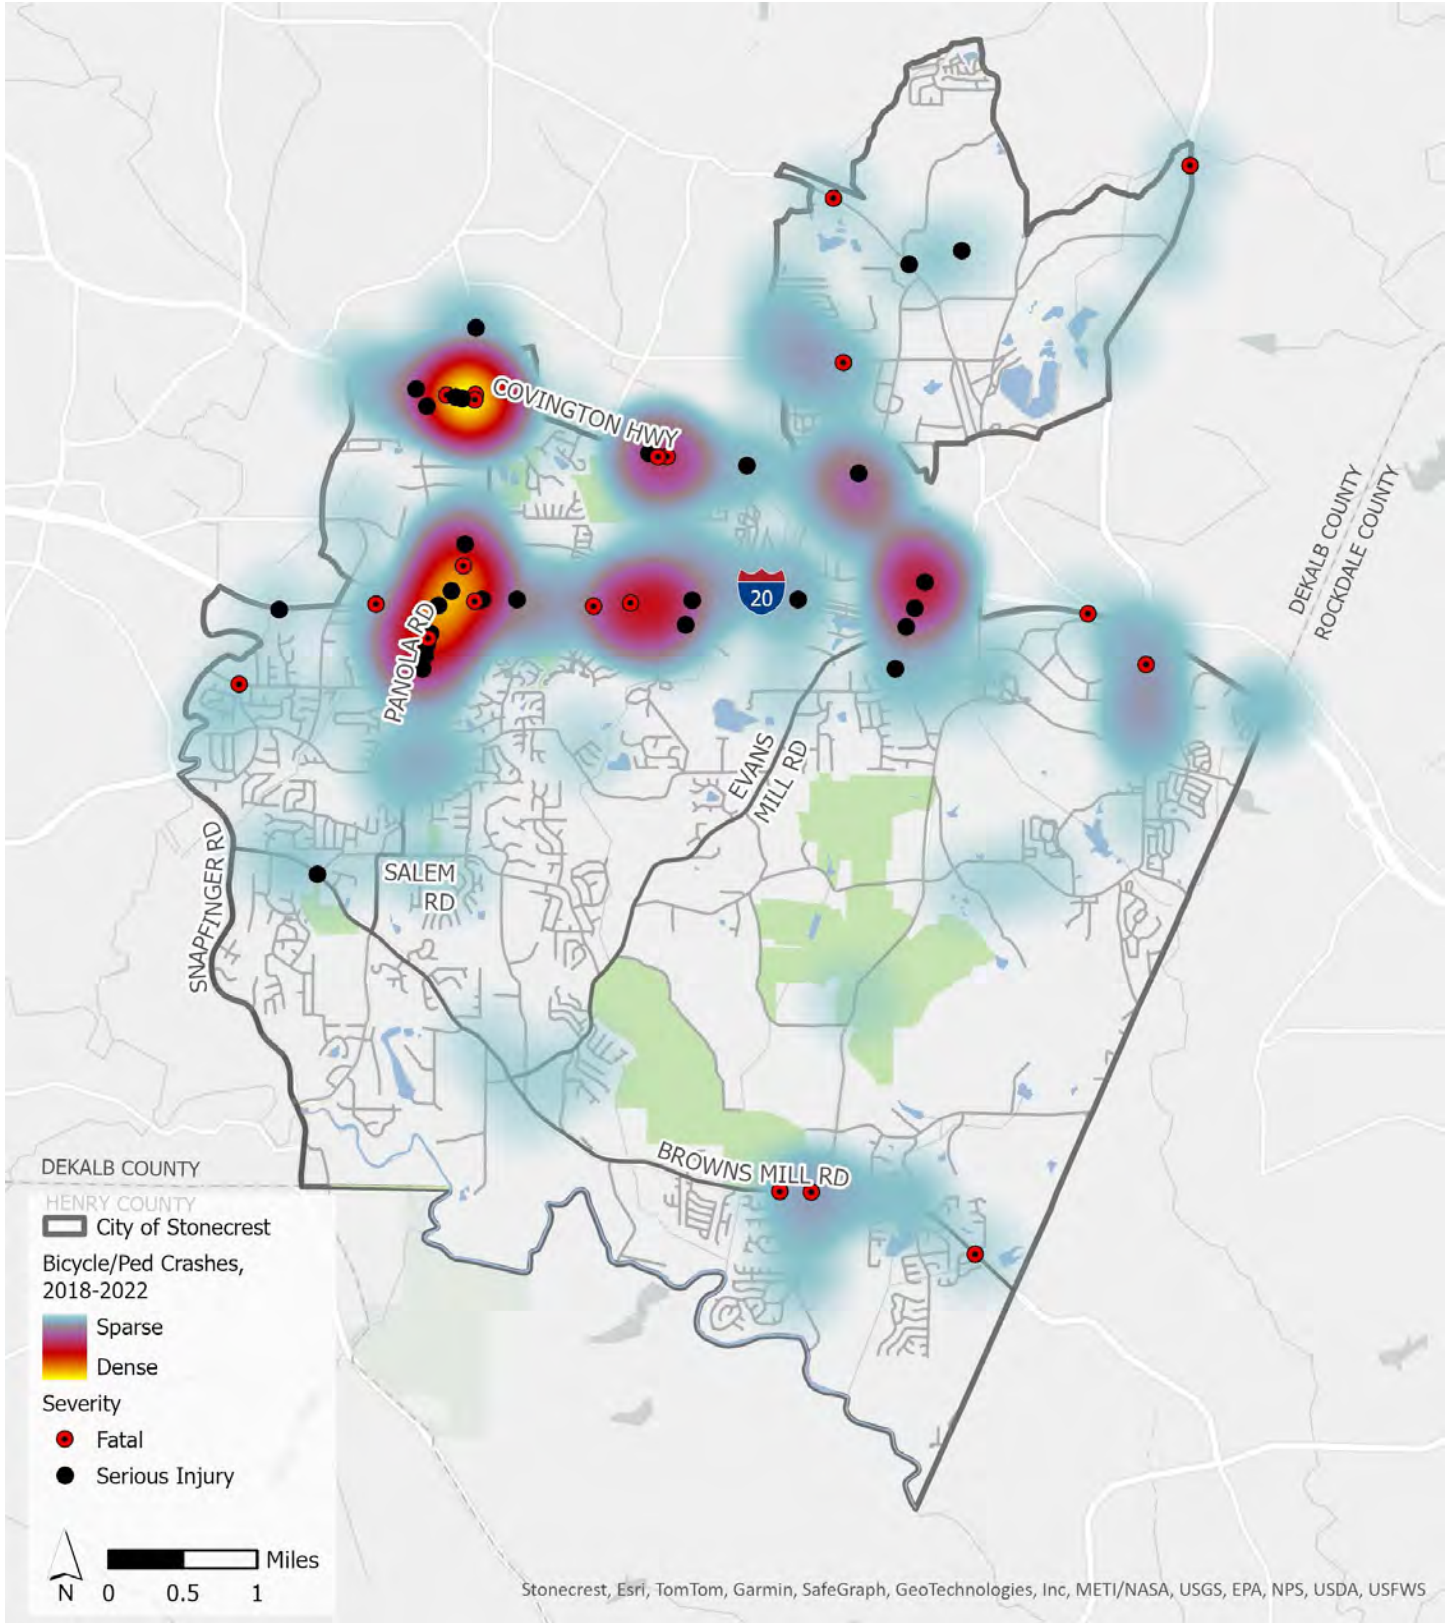 COVINGTON HWY
20
DEKALB COUNTY
ROCKDALE COUNTY
PANOLA RD
EVANS
MILL RD
SNAPFINGER RD
SALEM
RD
BROWNS MILL RD
DEKALB COUNTY
HENRY COUNTY
City of Stonecrest
Bicycle/Ped Crashes,
2018-2022
Sparse
Dense
Severity
Fatal
Serious Injury
N
0 0.5 1 Miles
Stonecrest, Esri, TomTom, Garmin, SafeGraph, GeoTechnologies, Inc, METI/NASA, USGS, EPA, NPS, USDA, USFWS